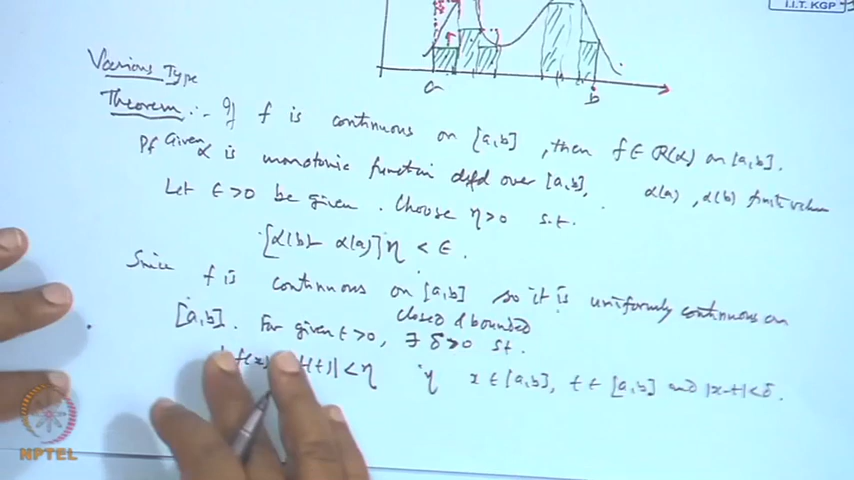 I.I.T. KGP
a b
Various Type
Theorem :- If f is continuous on [a,b], then f ∈ R(α) on [a,b].
Pf Given α is monotonic function defd over [a,b], α(a), α(b) finite value
Let ε>0 be given. Choose η>0 s.t.
[α(b)- α(a)]η < ε.
Since f is continuous on [a,b] so it is uniformly continuous on
closed & bounded
[a,b]. For given ε>0, ∃ δ>0 st.
f(x) f(t)|<η if x ∈ [a,b], t ∈ [a,b] and |x-t|<δ.
NPTEL